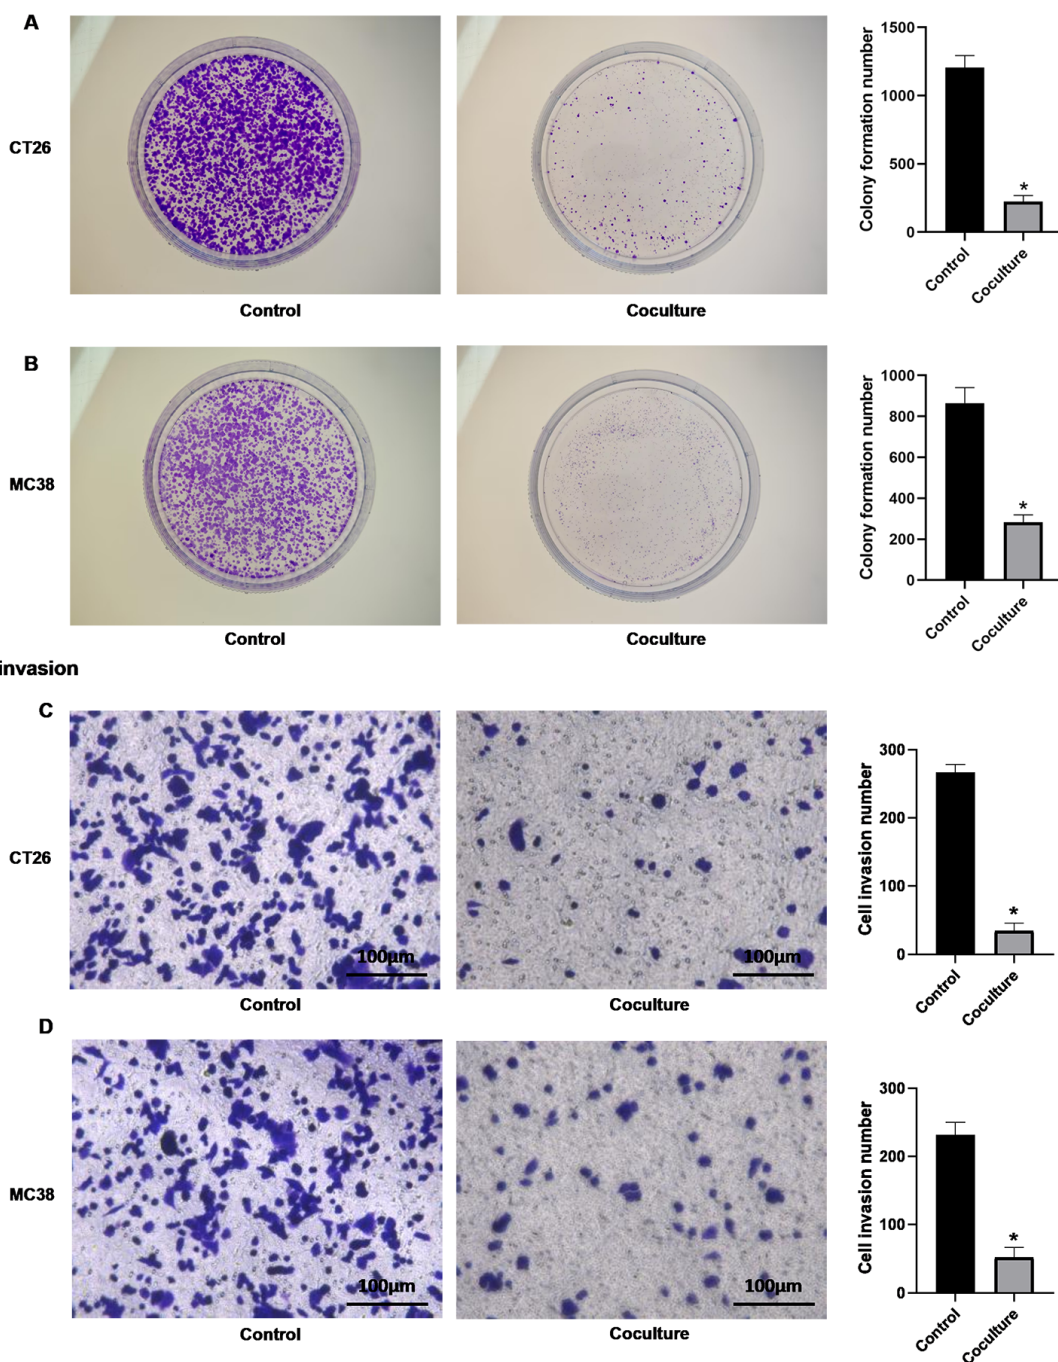 A
CT26
Control
Coculture
Colony formation number
1500
1000
500
0
*
Control
Coculture
B
MC38
Control
Coculture
Colony formation number
1000
800
600
400
200
0
*
Control
Coculture
invasion
C
CT26
100μm
Control
100μm
Coculture
Cell invasion number
300
200
100
0
*
Control
Coculture
D
MC38
100μm
Control
100μm
Coculture
Cell invasion number
300
200
100
0
*
Control
Coculture